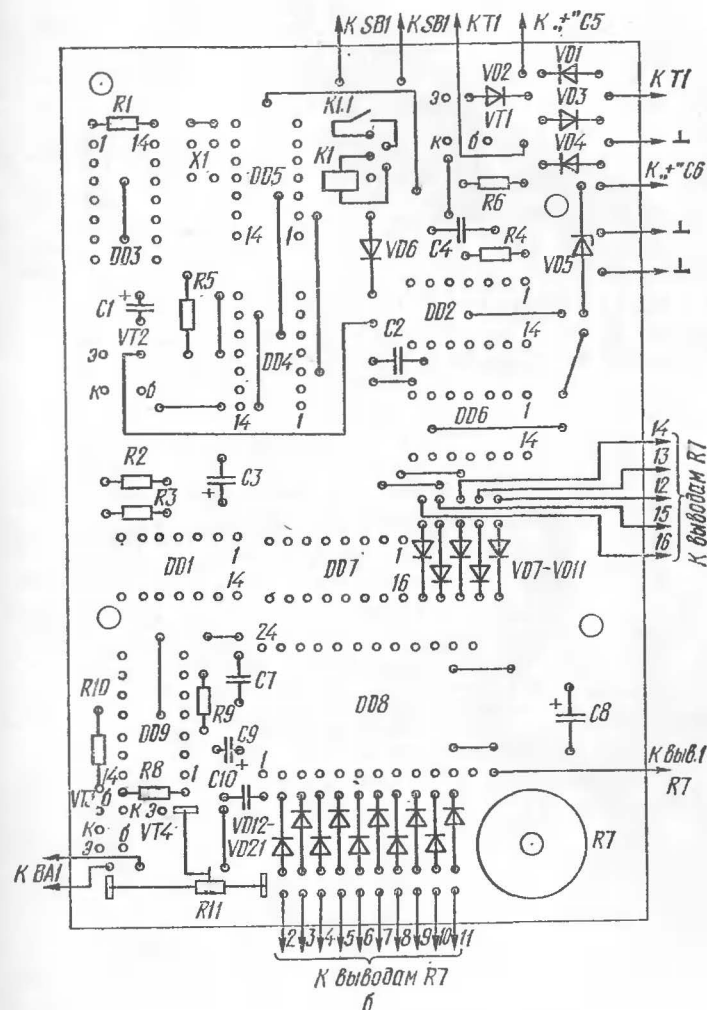 К SB1 К SB1 К Т1 К „+" С5
VD1
VD2
К Т1
R1
К1.1
Э
VT1
VD3
1 14
X1
К б
VD4
DD5
К1
К „+" С6
R6
DD3
14 1
C4
R4
VD6
VD5
R5
C1 +
1
DD2
VT2
C2
14
Э
DD4
К б
14 1
1
DD6
14
14
R2
13
C3
12
R3
+
15
16
К выводам R7
1
DD1
DD7
1
14
16
VD7-VD11
24
R10
C7
DD9
R9
DD8
C8
+
C9
+
14
1
C10
1
К выв.1
R7
VT3 б
R8
К Э
К
VT4
VD12-
VD21
R7
Э
б
К ВА1
R11
2 3 4 5 6 7 8 9 10 11
К выводам R7
б